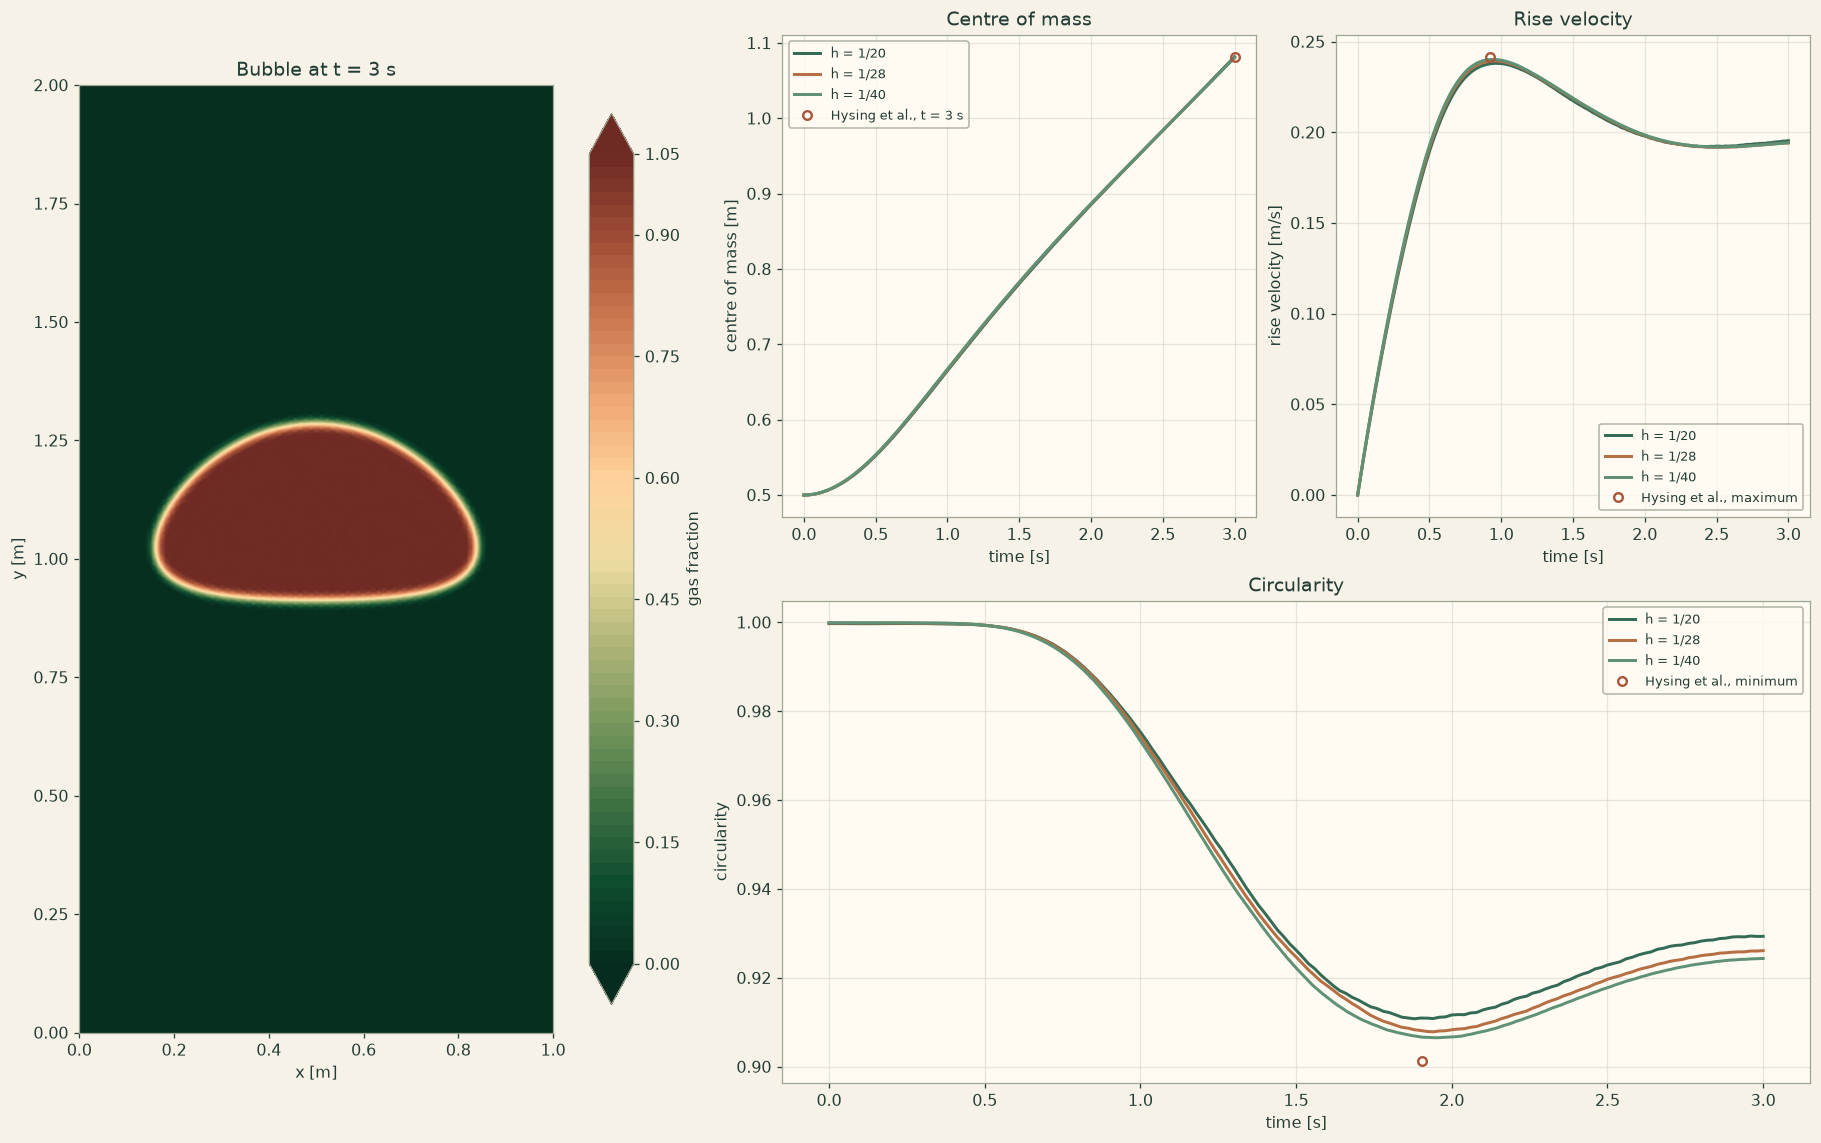 Bubble at t = 3 s
2.00
1.75
1.50
1.25
1.00
0.75
0.50
0.25
0.00
y [m]
0.0 0.2 0.4 0.6 0.8 1.0
x [m]
1.05
0.90
0.75
0.60
0.45
0.30
0.15
0.00
gas fraction
Centre of mass
1.1
1.0
0.9
0.8
0.7
0.6
0.5
centre of mass [m]
h = 1/20
h = 1/28
h = 1/40
Hysing et al., t = 3 s
0.0 0.5 1.0 1.5 2.0 2.5 3.0
time [s]
Rise velocity
0.25
0.20
0.15
0.10
0.05
0.00
rise velocity [m/s]
h = 1/20
h = 1/28
h = 1/40
Hysing et al., maximum
0.0 0.5 1.0 1.5 2.0 2.5 3.0
time [s]
Circularity
1.00
0.98
0.96
0.94
0.92
0.90
circularity
h = 1/20
h = 1/28
h = 1/40
Hysing et al., minimum
0.0 0.5 1.0 1.5 2.0 2.5 3.0
time [s]